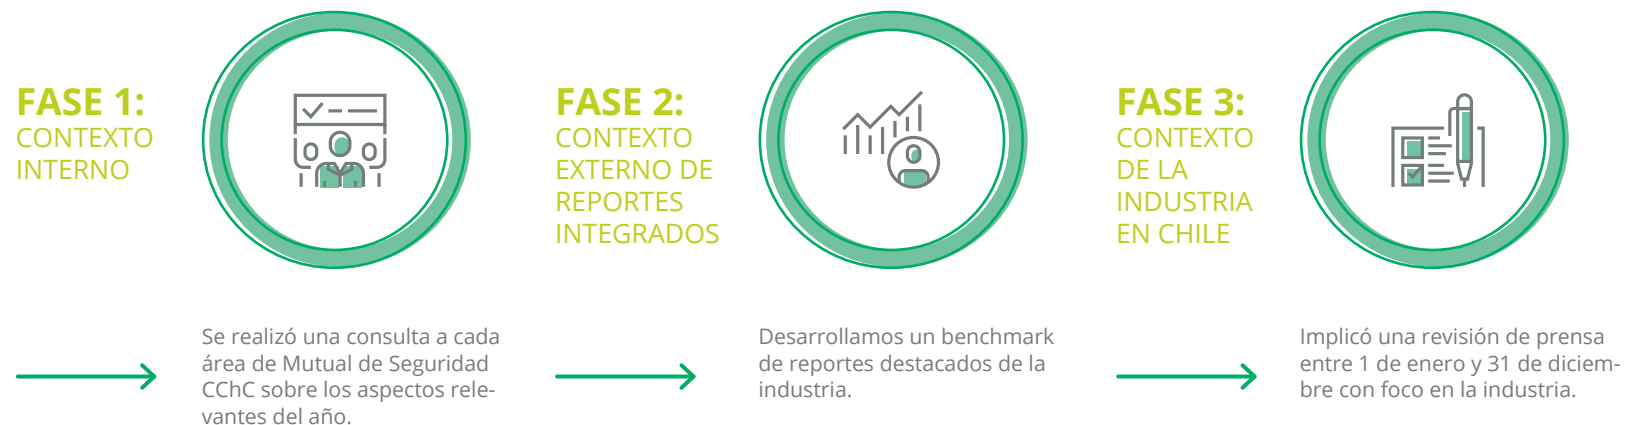 FASE 1:
CONTEXTO
INTERNO
Se realizó una consulta a cada
área de Mutual de Seguridad
CChC sobre los aspectos rele-
vantes del año.
FASE 2:
CONTEXTO
EXTERNO DE
REPORTES
INTEGRADOS
Desarrollamos un benchmark
de reportes destacados de la
industria.
FASE 3:
CONTEXTO
DE LA
INDUSTRIA
EN CHILE
Implicó una revisión de prensa
entre 1 de enero y 31 de diciem-
bre con foco en la industria.